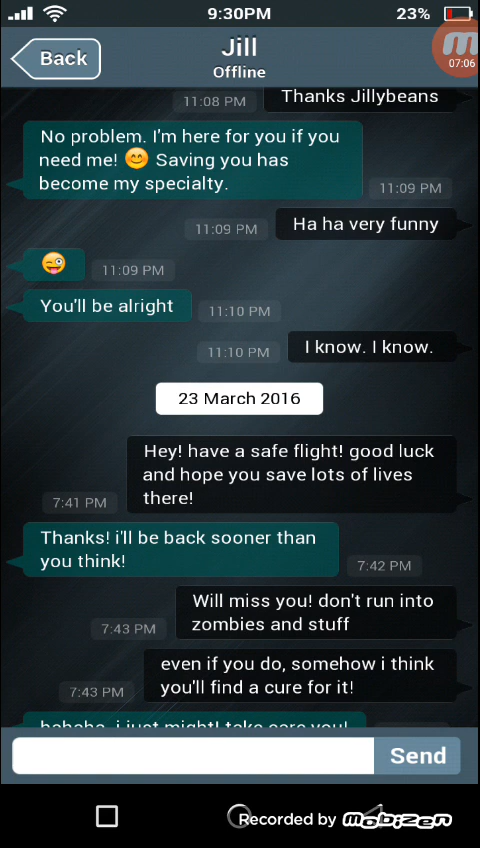 9:30PM
23%
Back
Jill
Offline
07:06
11:08 PM
Thanks Jillybeans
No problem. I'm here for you if you
need me! 😊 Saving you has
become my specialty.
11:09 PM
11:09 PM
Ha ha very funny
😜
11:09 PM
You'll be alright
11:10 PM
11:10 PM
I know. I know.
23 March 2016
Hey! have a safe flight! good luck
and hope you save lots of lives
there!
7:41 PM
Thanks! i'll be back sooner than
you think!
7:42 PM
Will miss you! don't run into
zombies and stuff
7:43 PM
even if you do, somehow i think
you'll find a cure for it!
7:43 PM
hahaha. i just might! take care you!
Send
Recorded by Mobizen